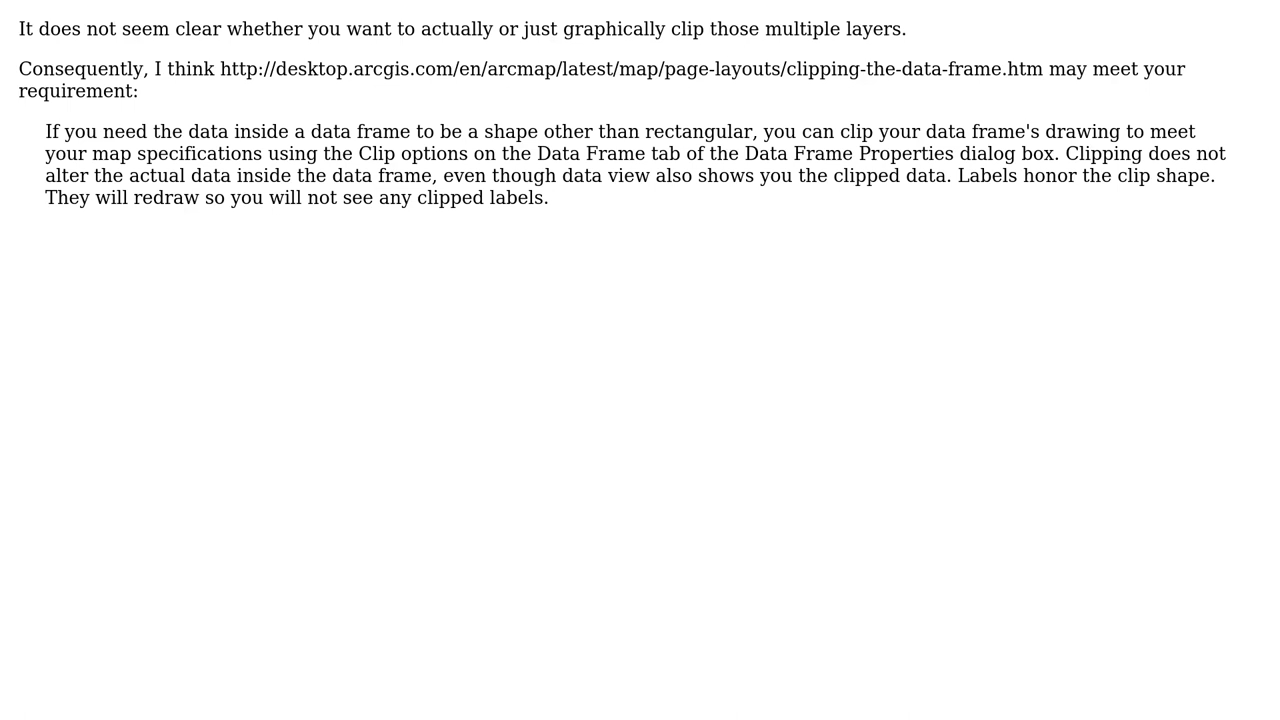 It does not seem clear whether you want to actually or just graphically clip those multiple layers.
Consequently, I think http://desktop.arcgis.com/en/arcmap/latest/map/page-layouts/clipping-the-data-frame.htm may meet your
requirement:
If you need the data inside a data frame to be a shape other than rectangular, you can clip your data frame's drawing to meet
your map specifications using the Clip options on the Data Frame tab of the Data Frame Properties dialog box. Clipping does not
alter the actual data inside the data frame, even though data view also shows you the clipped data. Labels honor the clip shape.
They will redraw so you will not see any clipped labels.